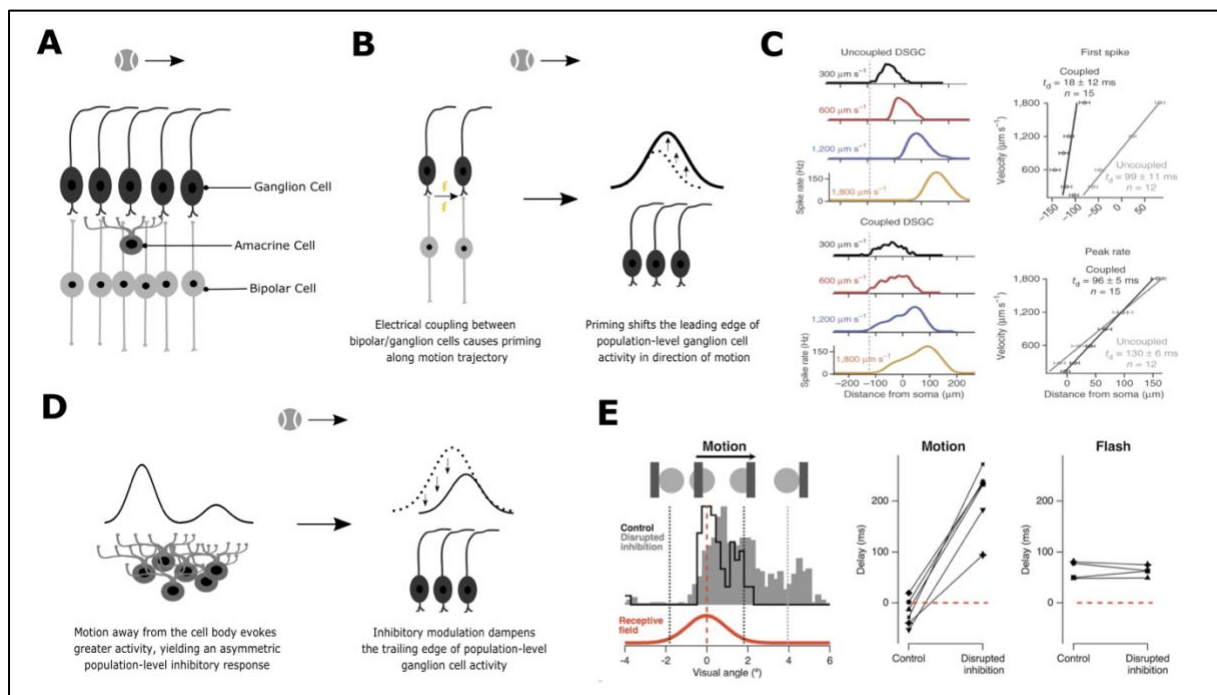 A
Ganglion Cell
Amacrine Cell
Bipolar Cell
B
Electrical coupling between
bipolar/ganglion cells causes priming
along motion trajectory
Priming shifts the leading edge of
population-level ganglion cell
activity in direction of motion
C
Uncoupled DSGC
300 μm s⁻¹
600 μm s⁻¹
1,200 μm s⁻¹
150
1,800 μm s⁻¹
0
Spike rate (Hz)
Coupled DSGC
300 μm s⁻¹
600 μm s⁻¹
1,200 μm s⁻¹
150
1,800 μm s⁻¹
0
Spike rate (Hz)
-200 -100 0 100 200
Distance from soma (μm)
First spike
Coupled
t_d = 18 ± 12 ms
n = 15
1,800
1,200
600
Velocity (μm s⁻¹)
Uncoupled
t_d = 99 ± 11 ms
n = 12
-150 -100 -50 0 50
Peak rate
Coupled
t_d = 96 ± 5 ms
n = 15
1,800
1,200
600
Velocity (μm s⁻¹)
Uncoupled
t_d = 130 ± 6 ms
n = 12
0 50 100 150
Distance from soma (μm)
D
Motion away from the cell body evokes
greater activity, yielding an asymmetric
population-level inhibitory response
Inhibitory modulation dampens
the trailing edge of population-level
ganglion cell activity
E
Motion
Control
Disrupted
inhibition
Receptive
field
-4 -2 0 2 4 6
Visual angle (°)
Motion
200
100
0
Delay (ms)
Control Disrupted
inhibition
Flash
200
100
0
Delay (ms)
Control Disrupted
inhibition